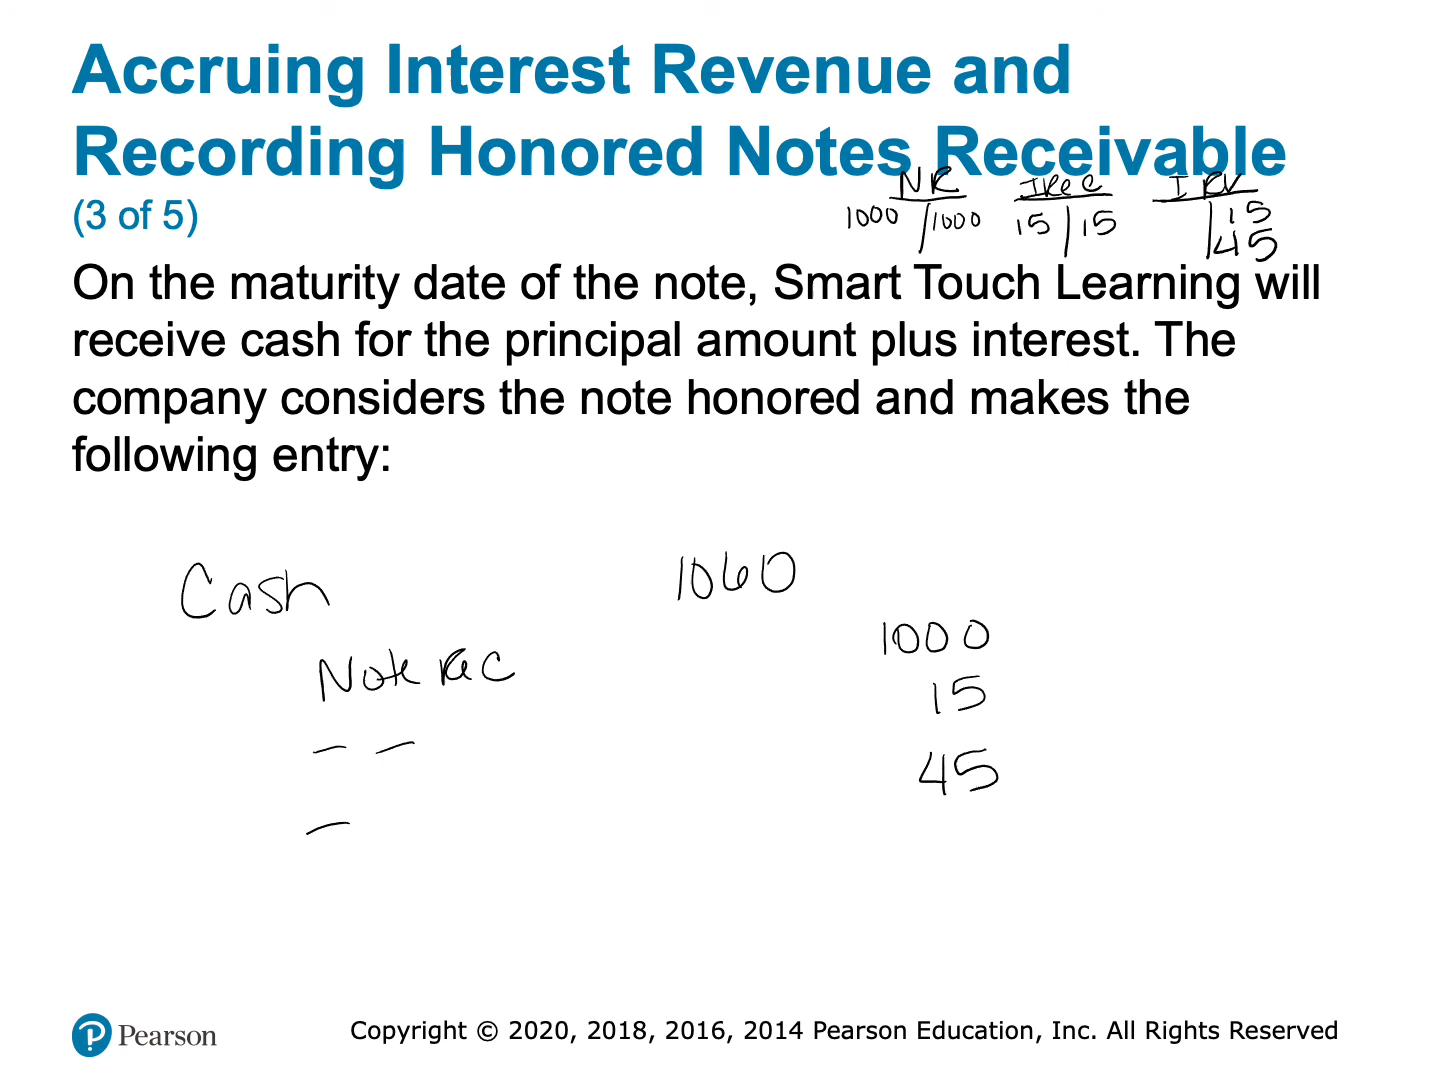 Accruing Interest Revenue and
Recording Honored Notes Receivable
(3 of 5)
NR IRec I RV
1000 1000 15 15 15
45
On the maturity date of the note, Smart Touch Learning will
receive cash for the principal amount plus interest. The
company considers the note honored and makes the
following entry:
Cash 1060
Note rec 1000
15
45
Pearson
Copyright © 2020, 2018, 2016, 2014 Pearson Education, Inc. All Rights Reserved